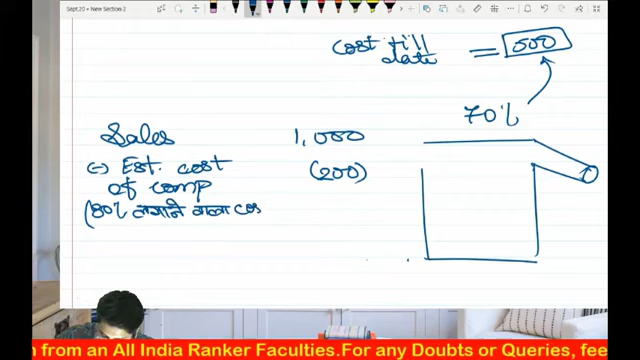 Sept.20 + New Section 2
cost till
date = 500
70%
Sales 1,000
(-) Est. cost (200)
of comp
(80% लगाने वाला cos
n from an All India Ranker Faculties.For any Doubts or Queries, fee